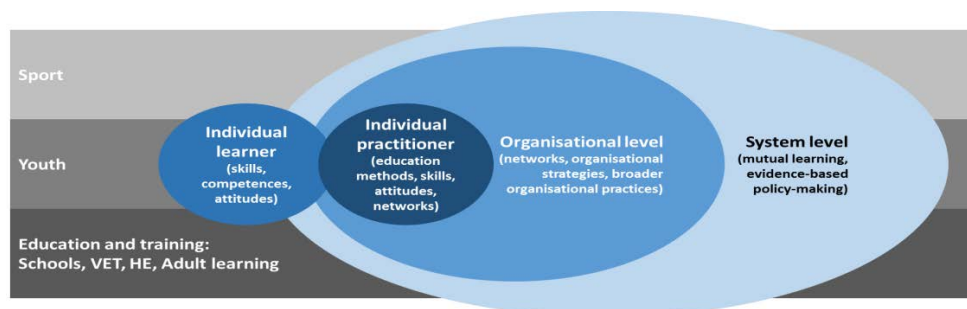 Sport
Youth
Education and training:
Schools, VET, HE, Adult learning
Individual
learner
(skills,
competences,
attitudes)
Individual
practitioner
(education
methods, skills,
attitudes,
networks)
Organisational level
(networks, organisational
strategies, broader
organisational practices)
System level
(mutual learning,
evidence-based
policy-making)